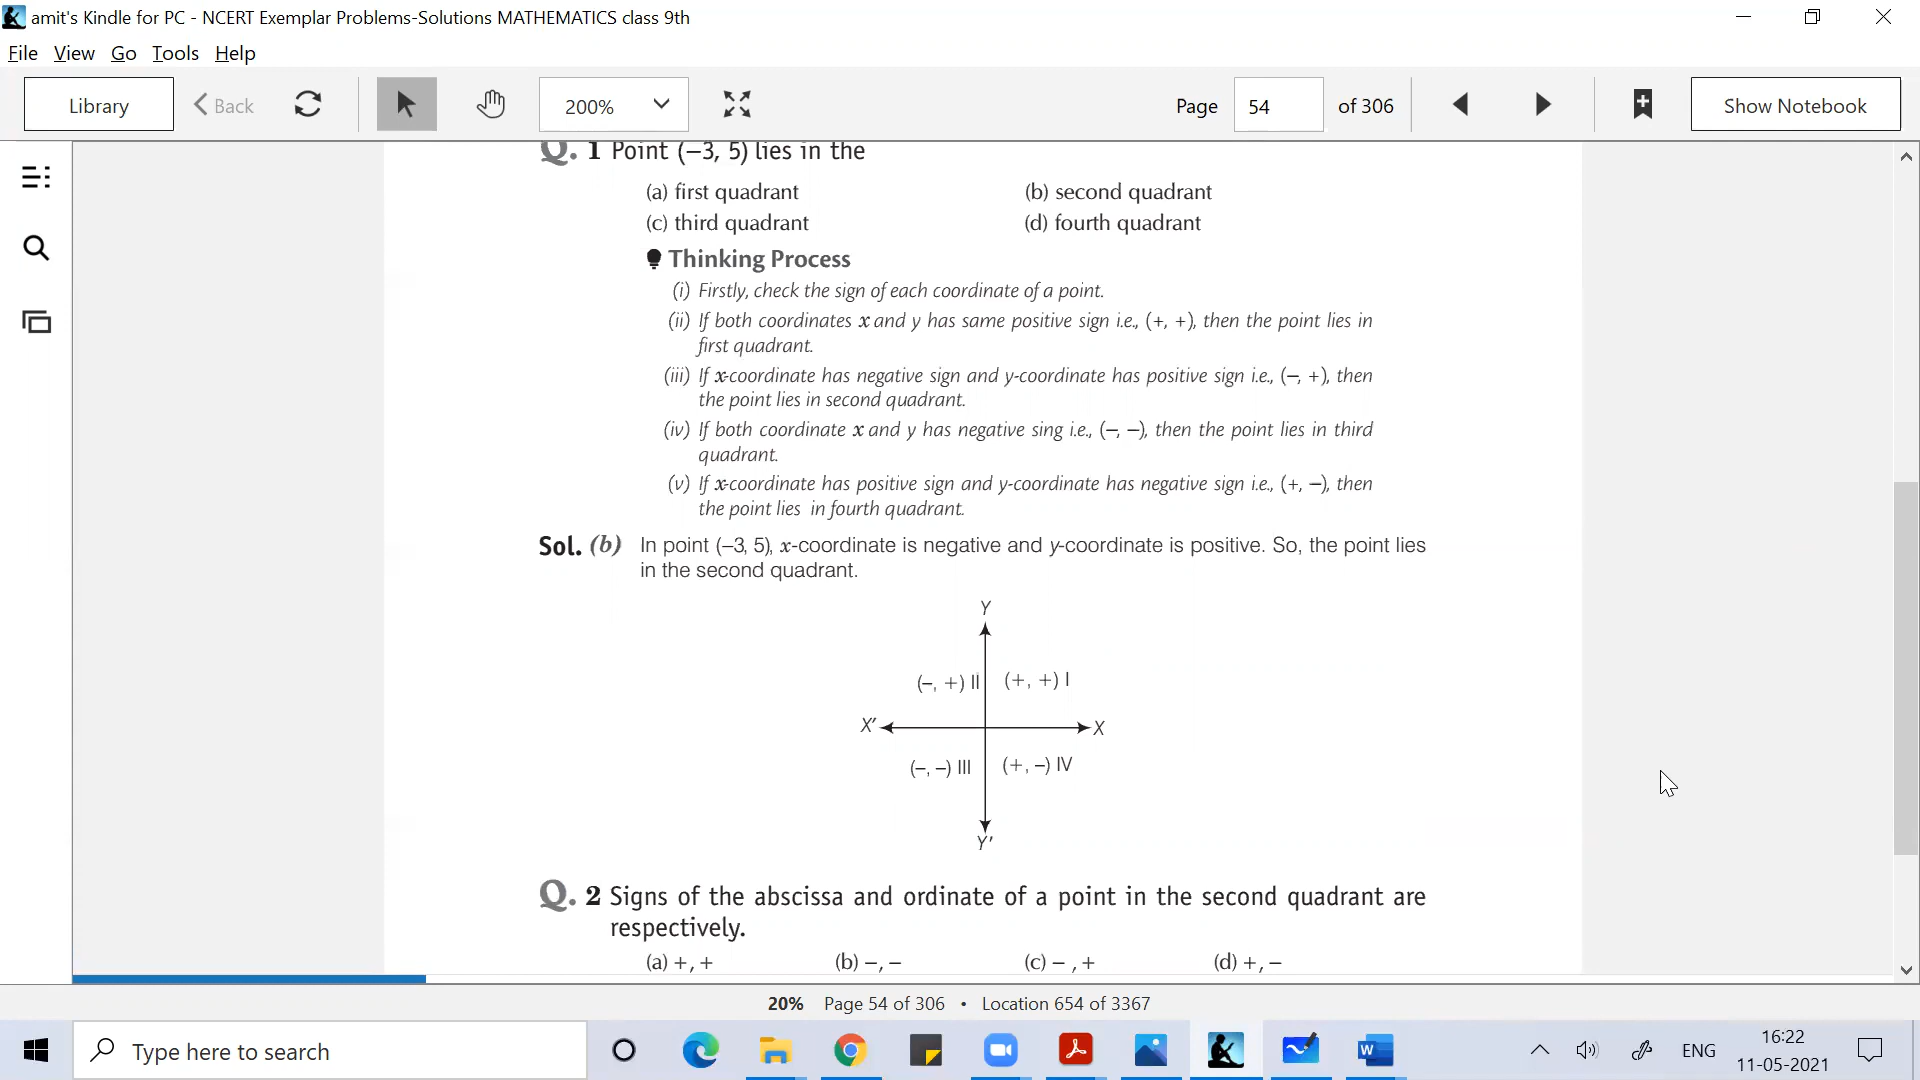 amit's Kindle for PC - NCERT Exemplar Problems-Solutions MATHEMATICS class 9th
File View Go Tools Help
Library Back 200% Page 54 of 306 Show Notebook
Q. 1 Point (–3, 5) lies in the
(a) first quadrant (b) second quadrant
(c) third quadrant (d) fourth quadrant
Thinking Process
(i) Firstly, check the sign of each coordinate of a point.
(ii) If both coordinates x and y has same positive sign i.e., (+, +), then the point lies in
first quadrant.
(iii) If x-coordinate has negative sign and y-coordinate has positive sign i.e., (–, +), then
the point lies in second quadrant.
(iv) If both coordinate x and y has negative sing i.e., (–, –), then the point lies in third
quadrant.
(v) If x-coordinate has positive sign and y-coordinate has negative sign i.e., (+, –), then
the point lies in fourth quadrant.
Sol. (b) In point (–3, 5), x-coordinate is negative and y-coordinate is positive. So, the point lies
in the second quadrant.
Y
(–, +) II (+, +) I
X′ X
(–, –) III (+, –) IV
Y′
Q. 2 Signs of the abscissa and ordinate of a point in the second quadrant are
respectively.
(a) +, + (b) –, – (c) – , + (d) +, –
20% Page 54 of 306 • Location 654 of 3367
Type here to search ENG 16:22
11-05-2021